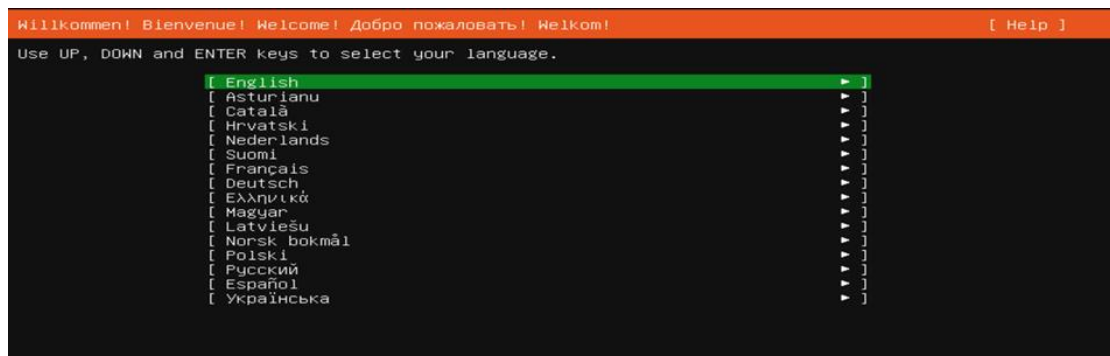 Willkommen! Bienvenue! Welcome! Добро пожаловать! Welkom! [ Help ]
Use UP, DOWN and ENTER keys to select your language.
[ English ► ]
[ Asturianu ► ]
[ Català ► ]
[ Hrvatski ► ]
[ Nederlands ► ]
[ Suomi ► ]
[ Français ► ]
[ Deutsch ► ]
[ Ελληνικά ► ]
[ Magyar ► ]
[ Latviešu ► ]
[ Norsk bokmål ► ]
[ Polski ► ]
[ Русский ► ]
[ Español ► ]
[ Українська ► ]